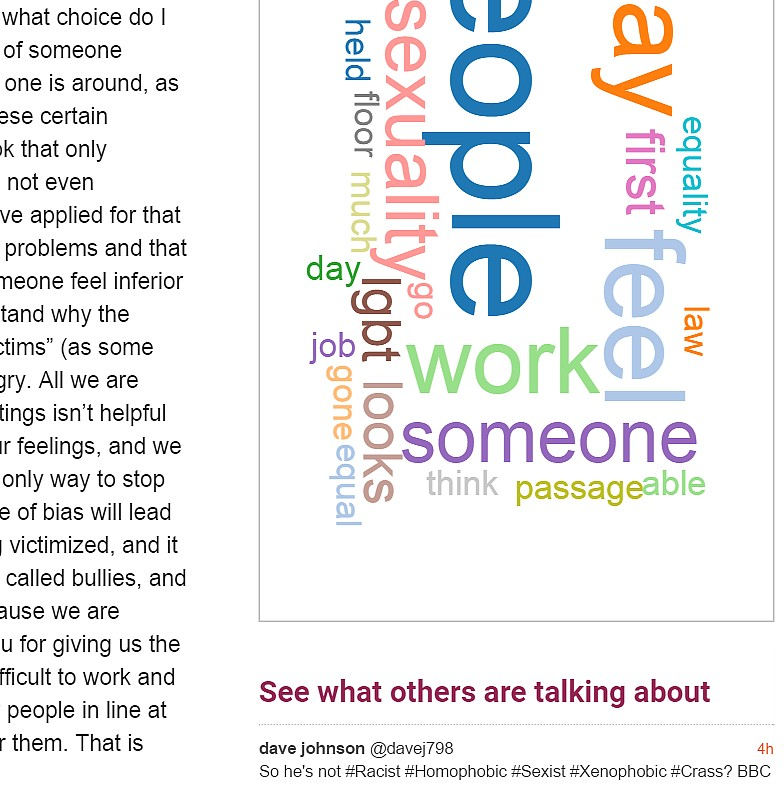 what choice do I
of someone
one is around, as
ese certain
ok that only
not even
ve applied for that
problems and that
meone feel inferior
tand why the
ctims” (as some
gry. All we are
tings isn’t helpful
ur feelings, and we
only way to stop
e of bias will lead
g victimized, and it
called bullies, and
ause we are
u for giving us the
fficult to work and
people in line at
r them. That is
held
floor
much
sexuality
eople
ay
first
equality
feel
law
day
lgbt
go
job
gone
equal
looks
work
someone
think
passage
able
See what others are talking about
dave johnson @davej798 4h
So he's not #Racist #Homophobic #Sexist #Xenophobic #Crass? BBC